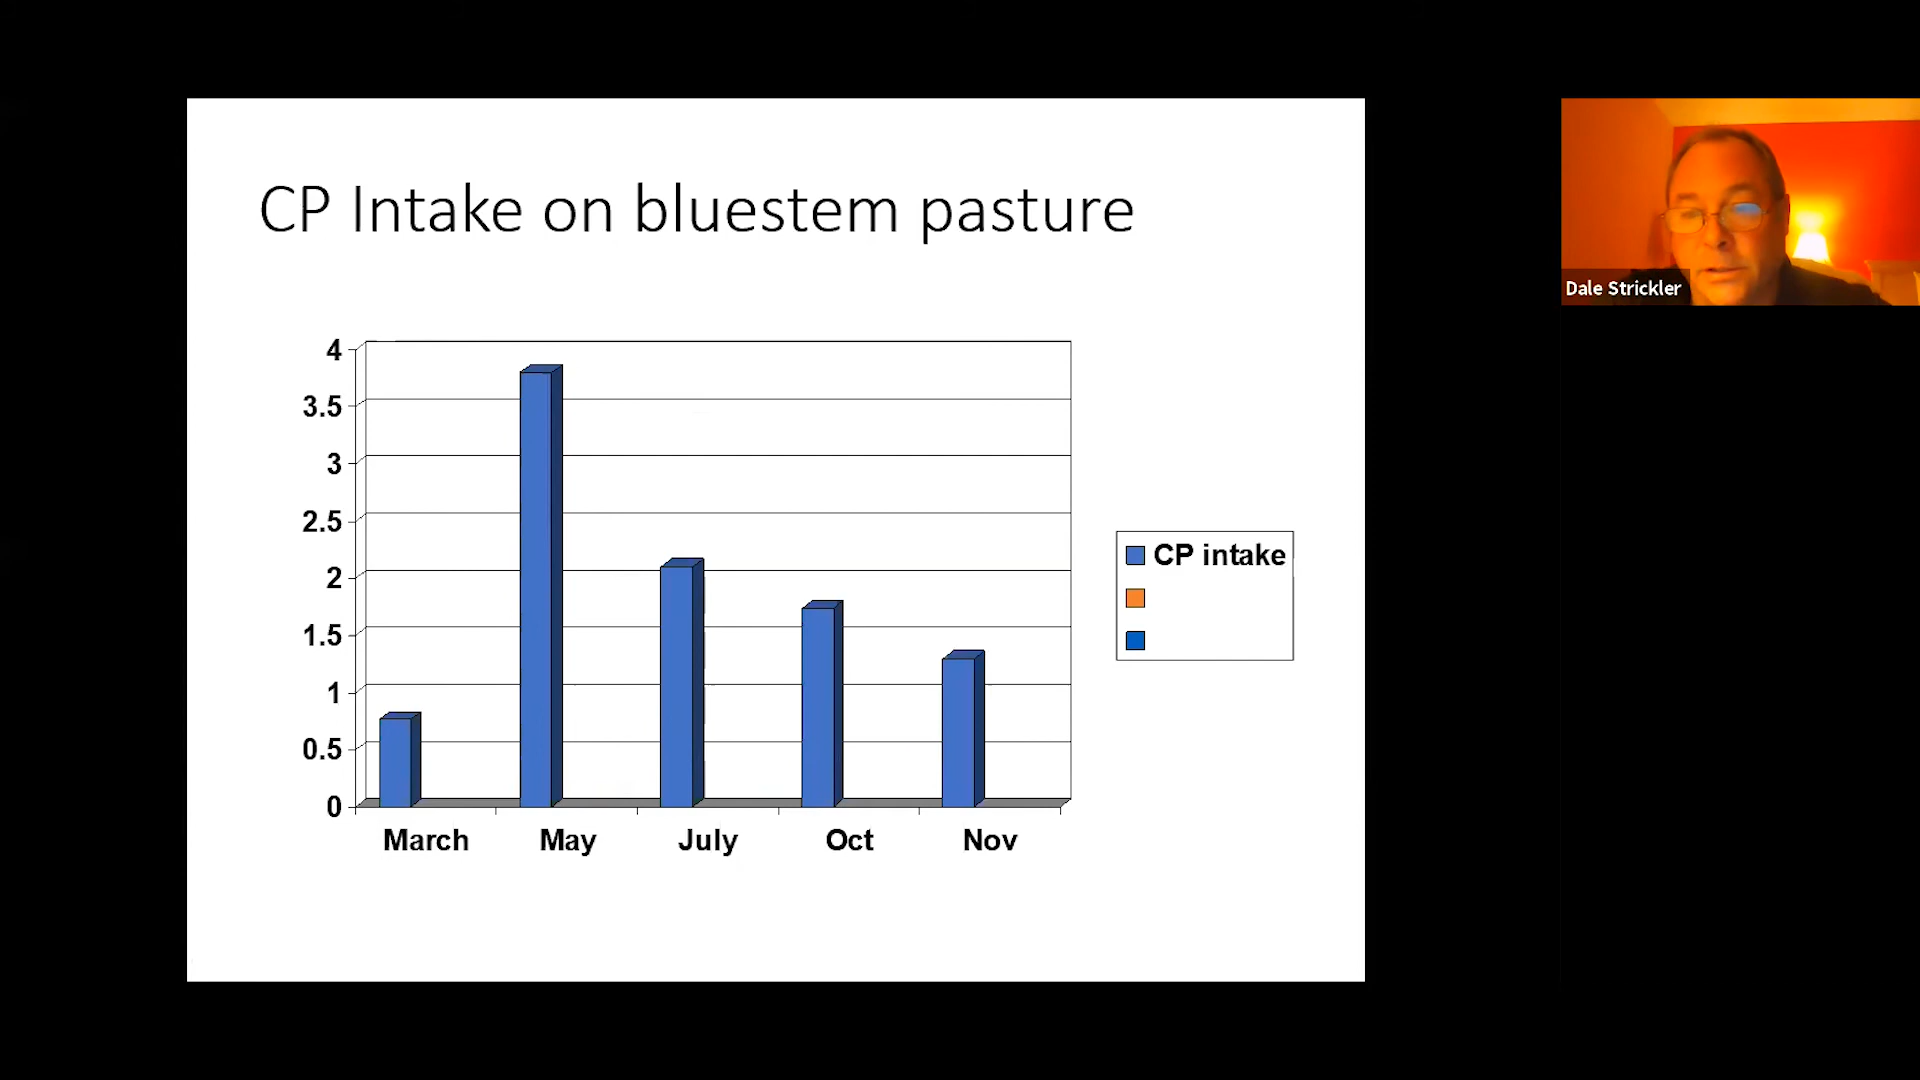 CP Intake on bluestem pasture
Dale Strickler
4
3.5
3
2.5
2
1.5
1
0.5
0
March May July Oct Nov
CP intake